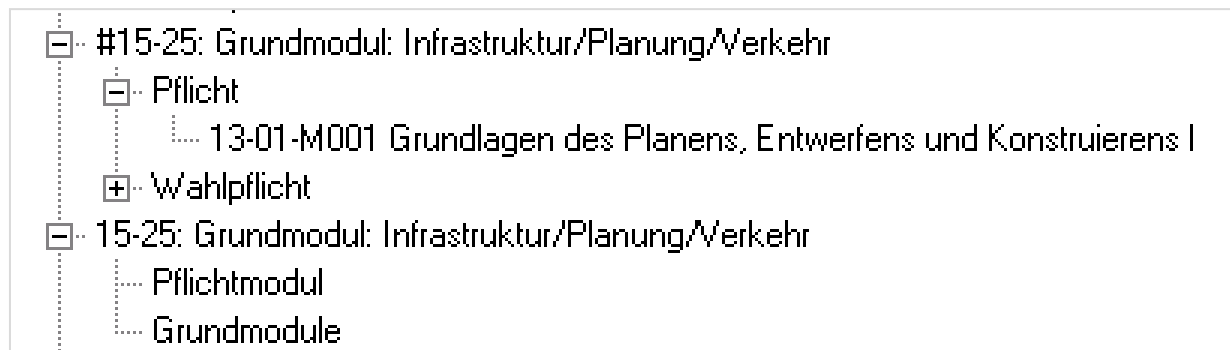 #15-25: Grundmodul: Infrastruktur/Planung/Verkehr
Pflicht
13-01-M001 Grundlagen des Planens, Entwerfens und Konstruierens I
Wahlpflicht
15-25: Grundmodul: Infrastruktur/Planung/Verkehr
Pflichtmodul
Grundmodule